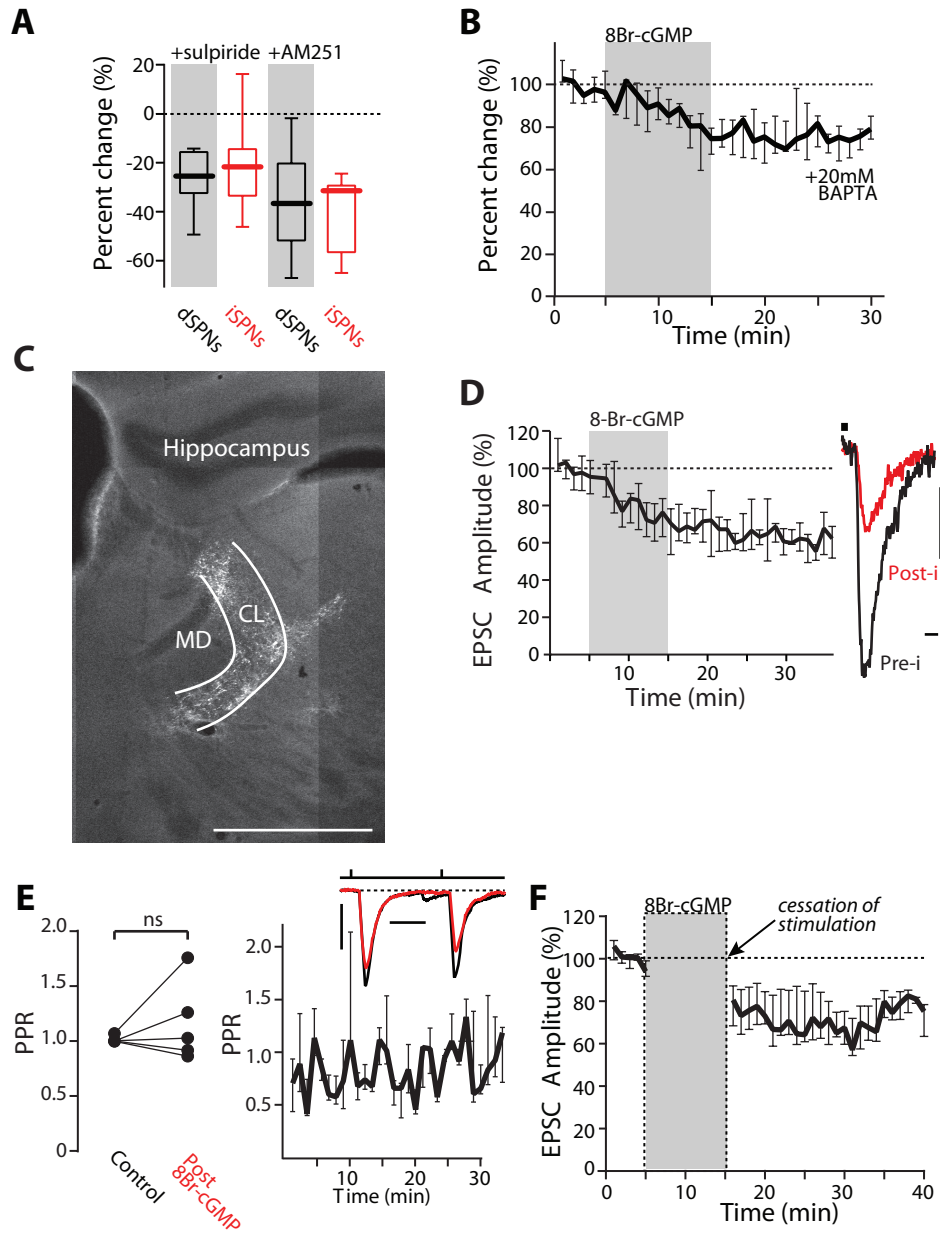 A
+sulpiride +AM251
20
0
-20
-40
-60
Percent change (%)
dSPNs
iSPNs
dSPNs
iSPNs
B
8Br-cGMP
100
80
60
40
20
0
Percent change (%)
+20mM
BAPTA
0 10 20 30
Time (min)
C
Hippocampus
CL
MD
D
8-Br-cGMP
120
100
80
60
40
20
0
EPSC Amplitude (%)
10 20 30
Time (min)
Post-i
Pre-i
E
ns
2.0
1.5
1.0
0.5
0
PPR
Control
Post
8Br-cGMP
2.0
1.5
1.0
0.5
PPR
10 20 30
Time (min)
F
8Br-cGMP
cessation of
stimulation
120
100
80
60
40
20
0
EPSC Amplitude (%)
0 10 20 30 40
Time (min)